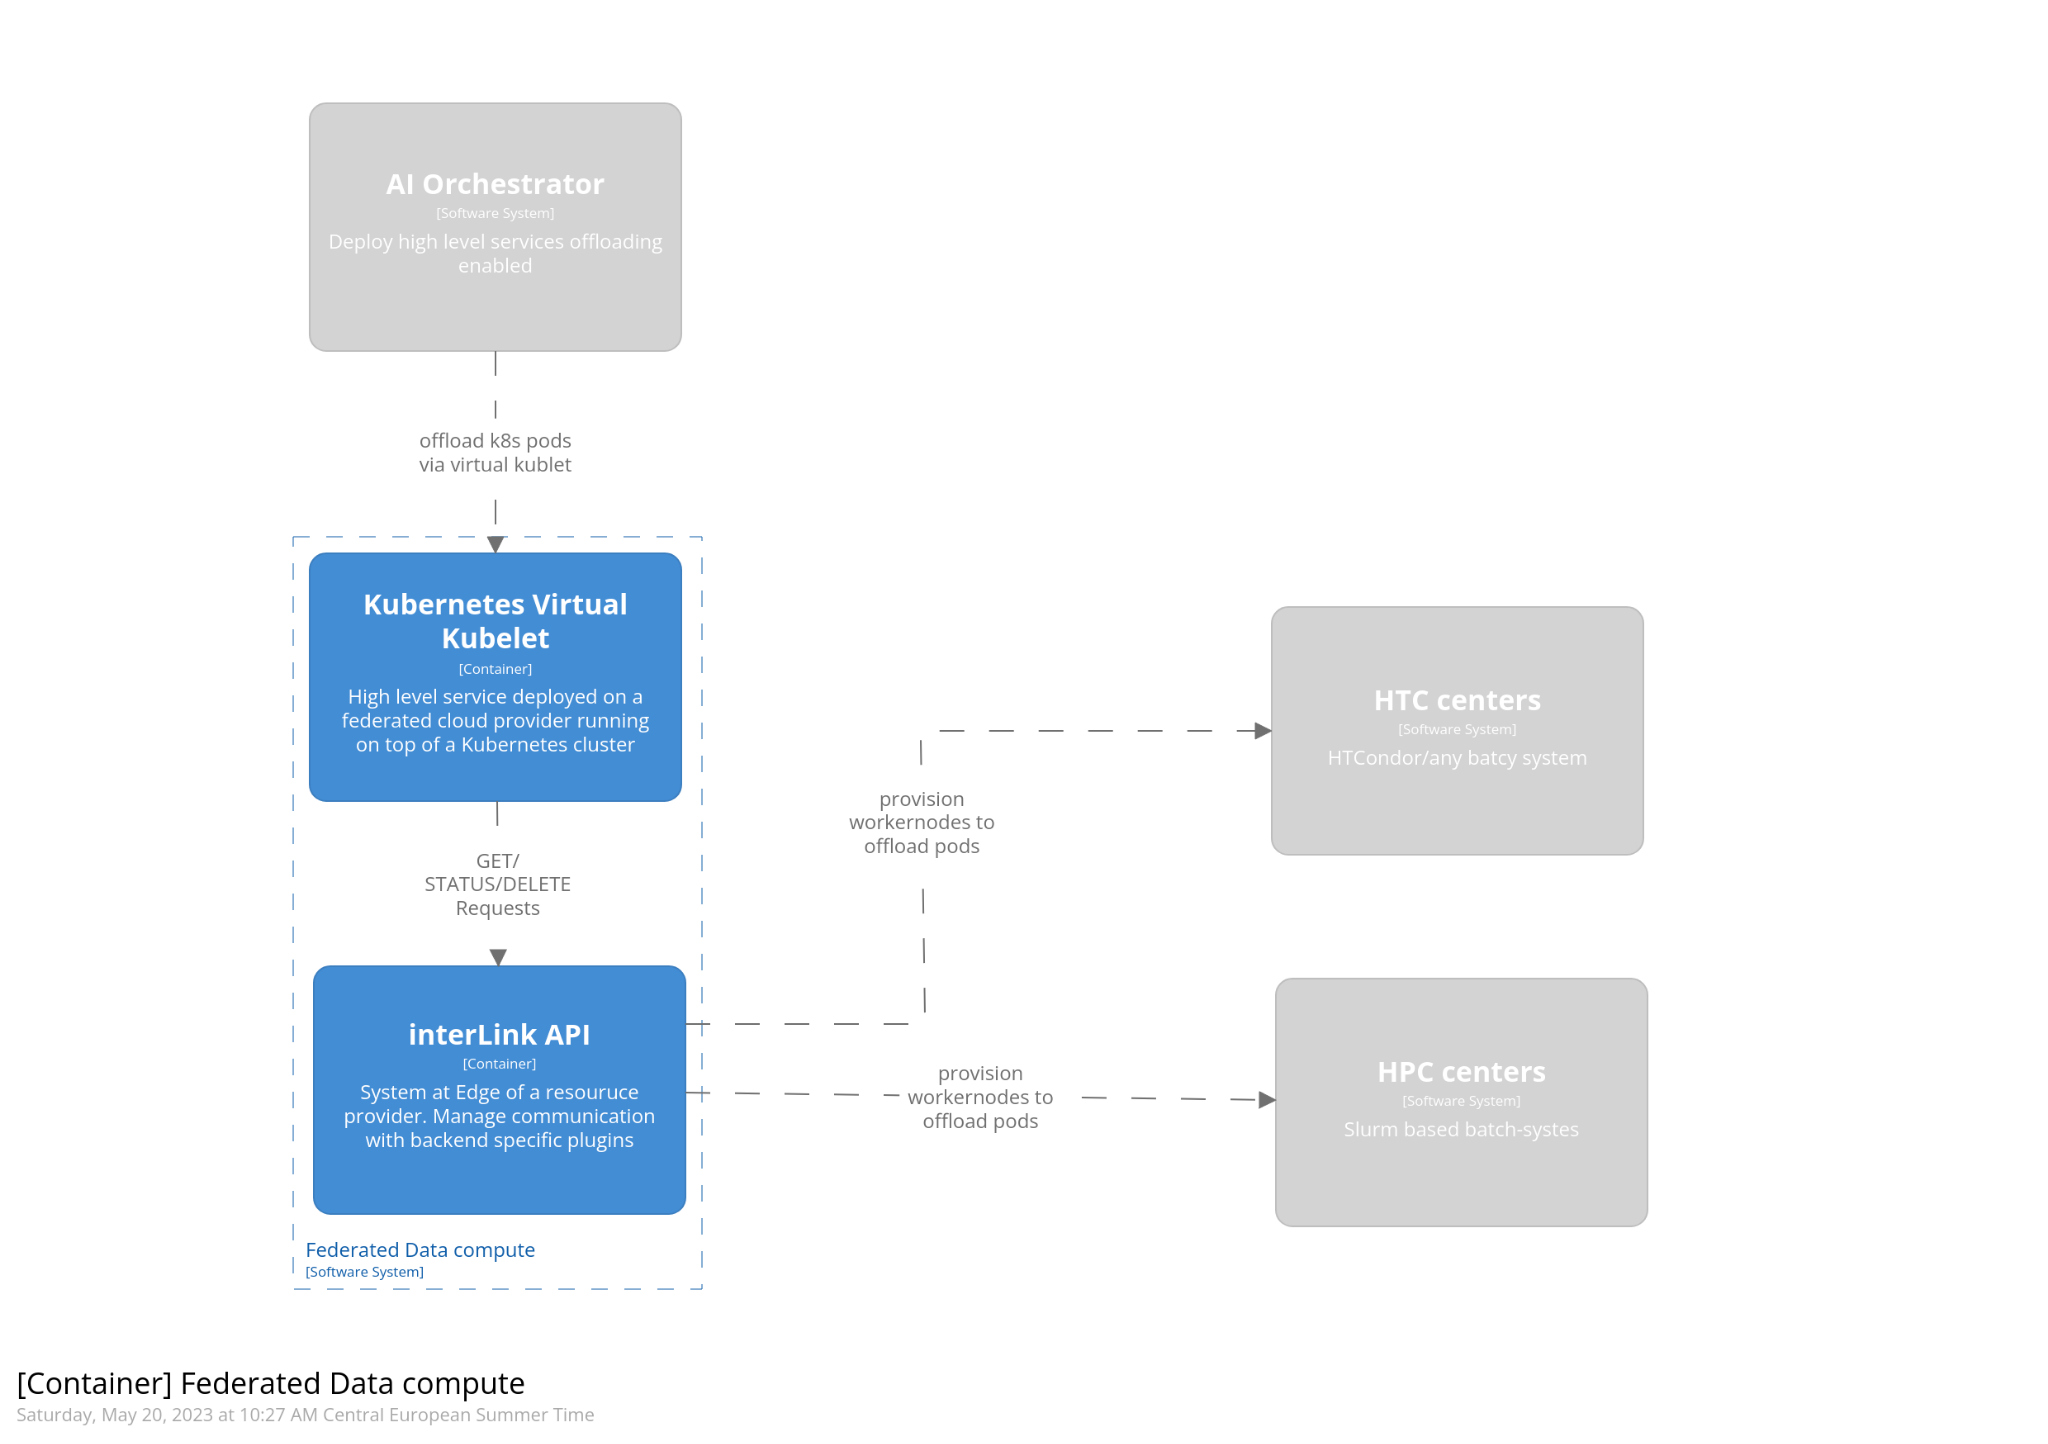 AI Orchestrator
[Software System]
Deploy high level services offloading
enabled
offload k8s pods
via virtual kublet
Kubernetes Virtual
Kubelet
[Container]
High level service deployed on a
federated cloud provider running
on top of a Kubernetes cluster
GET/
STATUS/DELETE
Requests
interLink API
[Container]
System at Edge of a resouruce
provider. Manage communication
with backend specific plugins
Federated Data compute
[Software System]
provision
workernodes to
offload pods
HTC centers
[Software System]
HTCondor/any batcy system
provision
workernodes to
offload pods
HPC centers
[Software System]
Slurm based batch-systes
[Container] Federated Data compute
Saturday, May 20, 2023 at 10:27 AM Central European Summer Time